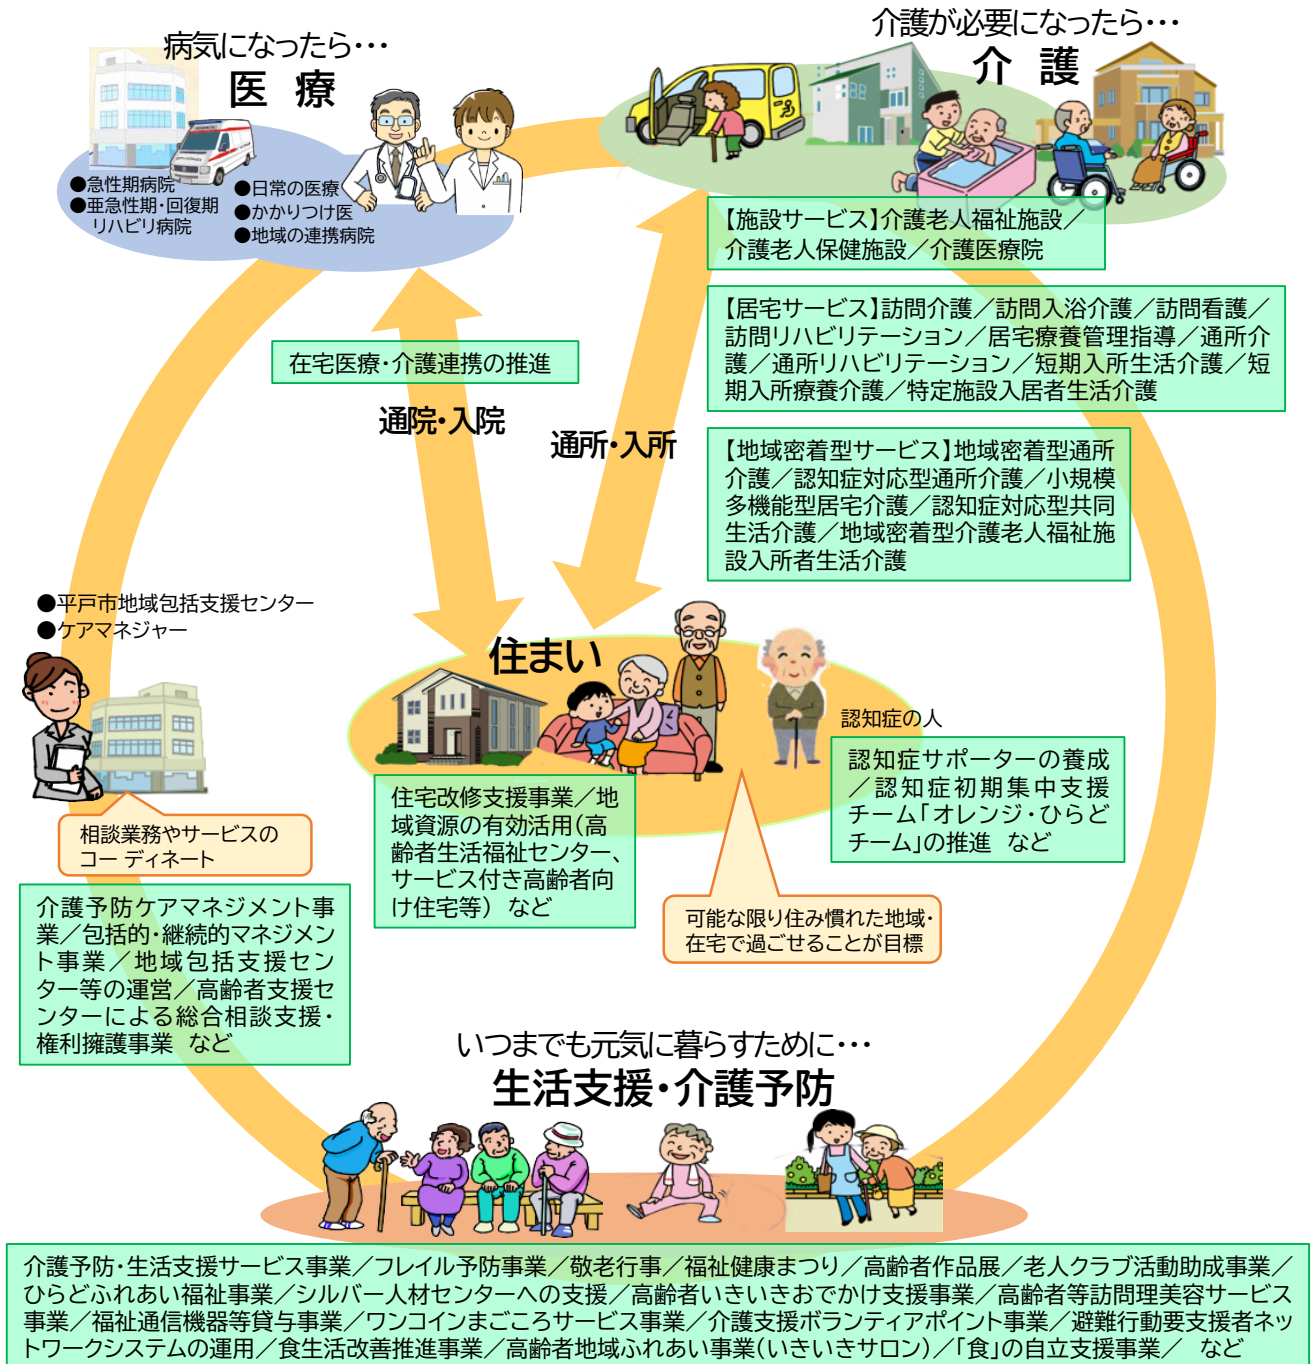 病気になったら・・・
医 療
●急性期病院
●亜急性期・回復期
リハビリ病院
●日常の医療
●かかりつけ医
●地域の連携病院
介護が必要になったら・・・
介 護
【施設サービス】介護老人福祉施設／
介護老人保健施設／介護医療院
【居宅サービス】訪問介護／訪問入浴介護／訪問看護／
訪問リハビリテーション／居宅療養管理指導／通所介
護／通所リハビリテーション／短期入所生活介護／短
期入所療養介護／特定施設入居者生活介護
【地域密着型サービス】地域密着型通所
介護／認知症対応型通所介護／小規模
多機能型居宅介護／認知症対応型共同
生活介護／地域密着型介護老人福祉施
設入所者生活介護
在宅医療・介護連携の推進
通院・入院
通所・入所
●平戸市地域包括支援センター
●ケアマネジャー
相談業務やサービスの
コー ディネート
介護予防ケアマネジメント事
業／包括的・継続的マネジメン
ト事業／地域包括支援セン
ター等の運営／高齢者支援セ
ンターによる総合相談支援・
権利擁護事業 など
住まい
住宅改修支援事業／地
域資源の有効活用（高
齢者生活福祉センター、
サービス付き高齢者向
け住宅等） など
認知症の人
認知症サポーターの養成
／認知症初期集中支援
チーム「オレンジ・ひらど
チーム」の推進 など
可能な限り住み慣れた地域・
在宅で過ごせることが目標
いつまでも元気に暮らすために・・・
生活支援・介護予防
介護予防・生活支援サービス事業／フレイル予防事業／敬老行事／福祉健康まつり／高齢者作品展／老人クラブ活動助成事業／
ひらどふれあい福祉事業／シルバー人材センターへの支援／高齢者いきいきおでかけ支援事業／高齢者等訪問理美容サービス
事業／福祉通信機器等貸与事業／ワンコインまごころサービス事業／介護支援ボランティアポイント事業／避難行動要支援者ネッ
トワークシステムの運用／食生活改善推進事業／高齢者地域ふれあい事業（いきいきサロン）／「食」の自立支援事業／ など